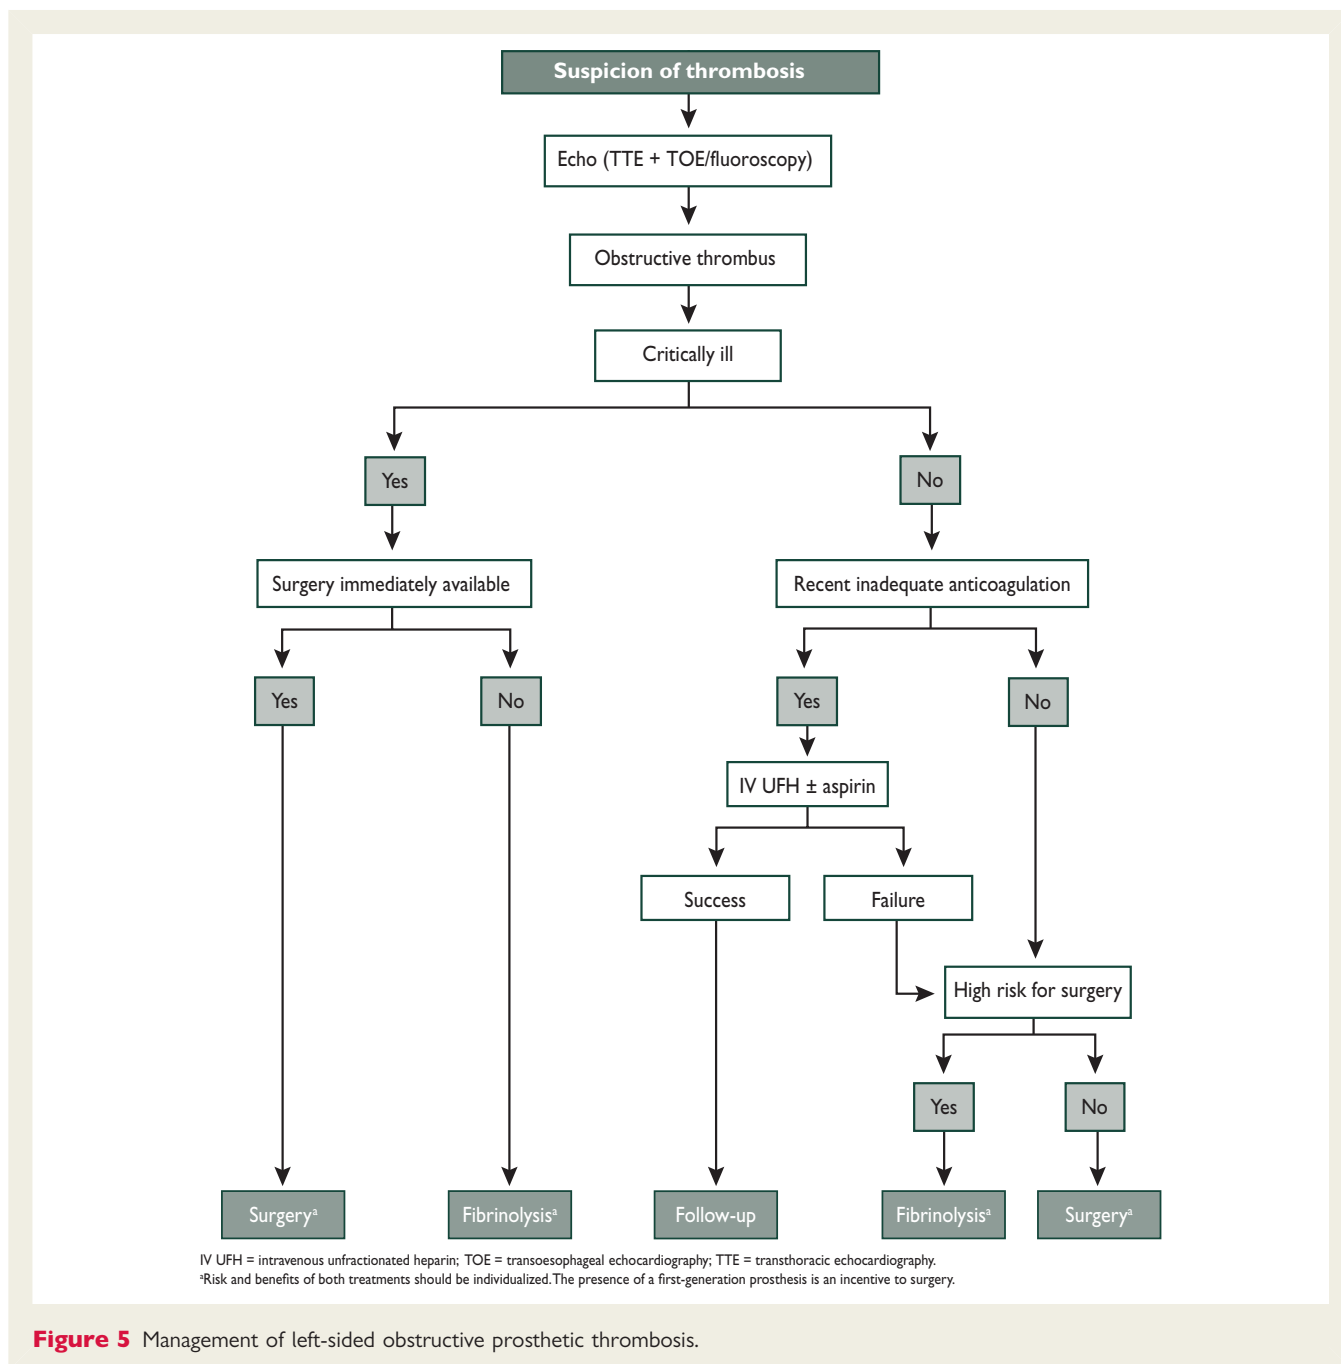 Suspicion of thrombosis
Echo (TTE + TOE/fluoroscopy)
Obstructive thrombus
Critically ill
Yes
No
Surgery immediately available
Recent inadequate anticoagulation
Yes
No
Yes
No
IV UFH ± aspirin
Success
Failure
High risk for surgery
Yes
No
Surgeryᵃ
Fibrinolysisᵃ
Follow-up
Fibrinolysisᵃ
Surgeryᵃ
IV UFH = intravenous unfractionated heparin; TOE = transoesophageal echocardiography; TTE = transthoracic echocardiography.
ᵃRisk and benefits of both treatments should be individualized. The presence of a first-generation prosthesis is an incentive to surgery.
Figure 5 Management of left-sided obstructive prosthetic thrombosis.